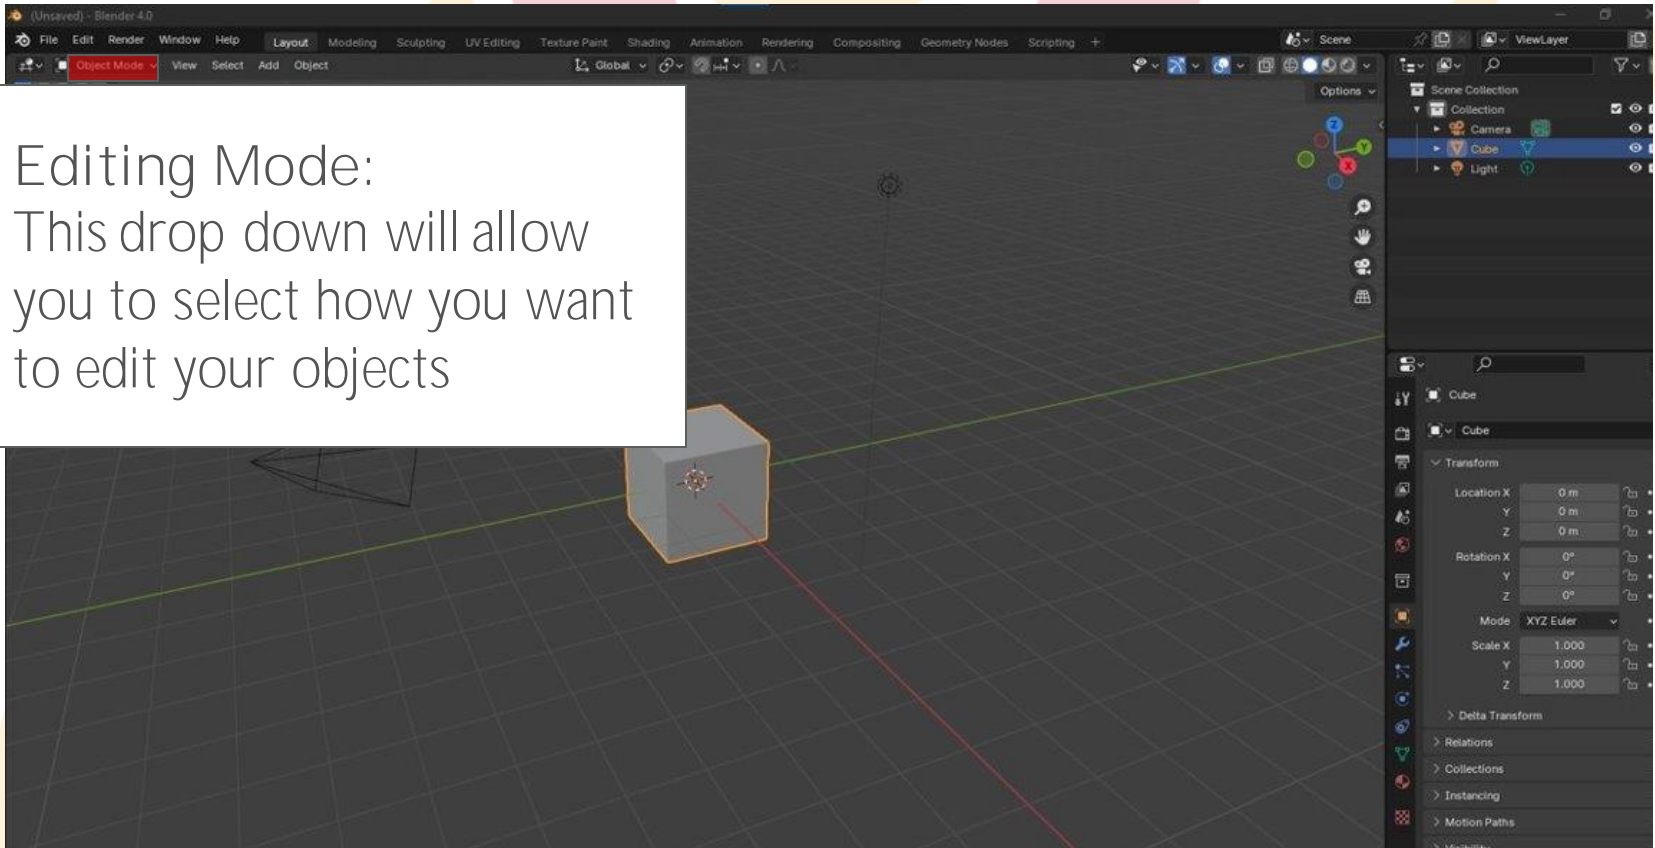 (Unsaved) - Blender 4.0
File Edit Render Window Help Layout Modeling Sculpting UV Editing Texture Paint Shading Animation Rendering Compositing Geometry Nodes Scripting + Scene ViewLayer
Object Mode View Select Add Object Global
Options
Editing Mode:
This drop down will allow
you to select how you want
to edit your objects
Z
Y
X
Scene Collection
Collection
Camera
Cube
Light
Cube
Cube
Transform
Location X 0 m
Y 0 m
Z 0 m
Rotation X 0°
Y 0°
Z 0°
Mode XYZ Euler
Scale X 1.000
Y 1.000
Z 1.000
Delta Transform
Relations
Collections
Instancing
Motion Paths